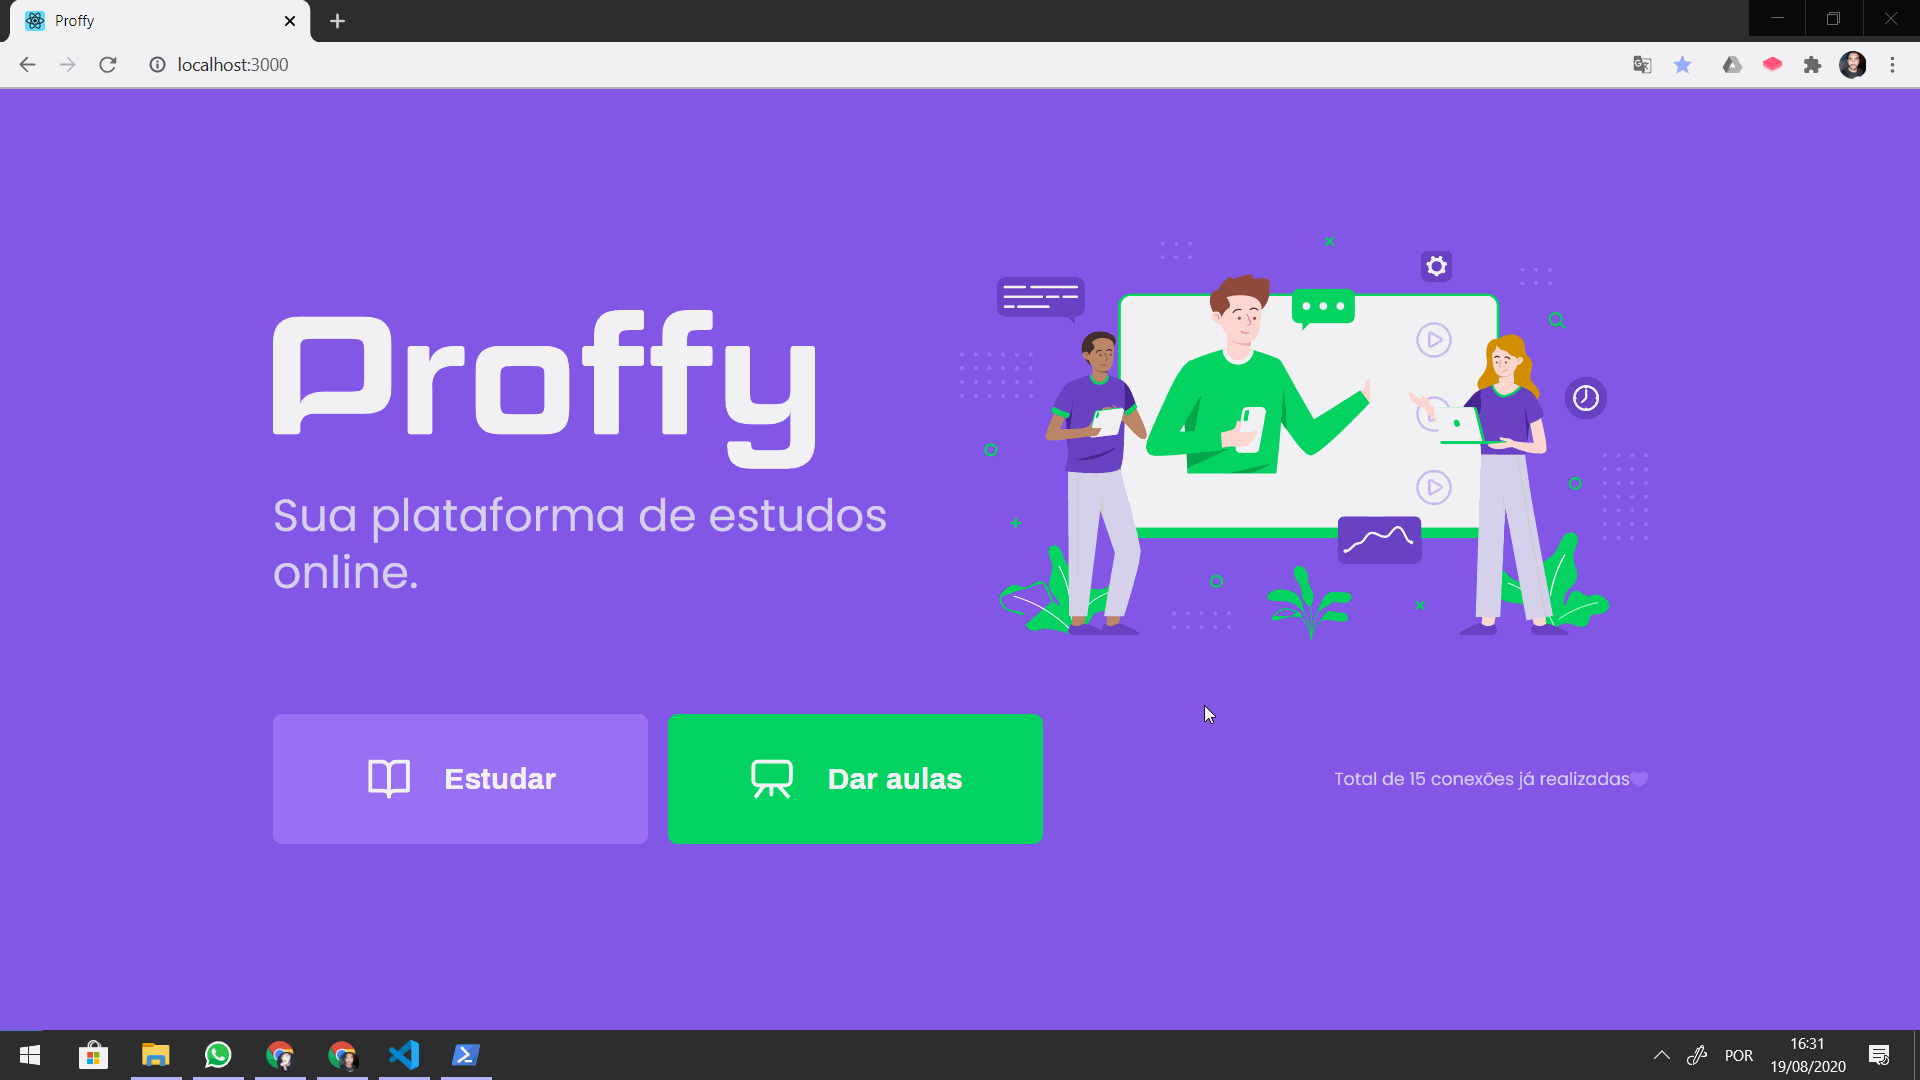 Proffy
localhost:3000
Proffy
Sua plataforma de estudos
online.
Estudar
Dar aulas
Total de 15 conexões já realizadas
POR
16:31
19/08/2020